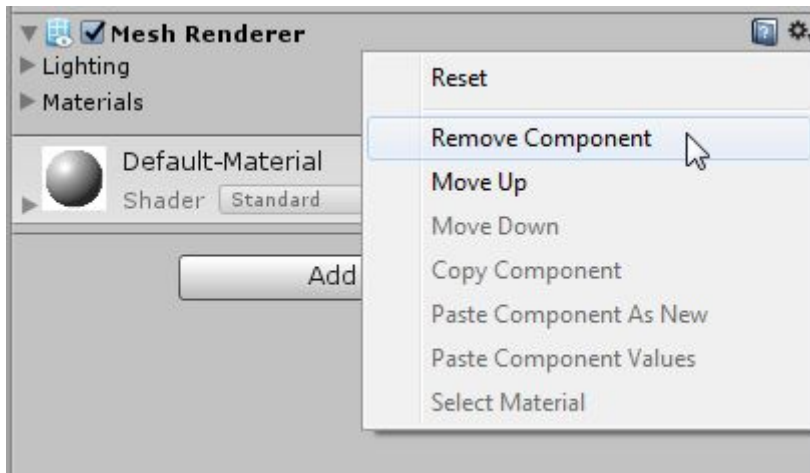 Mesh Renderer
Lighting
Materials
Default-Material
Shader Standard
Add
Reset
Remove Component
Move Up
Move Down
Copy Component
Paste Component As New
Paste Component Values
Select Material